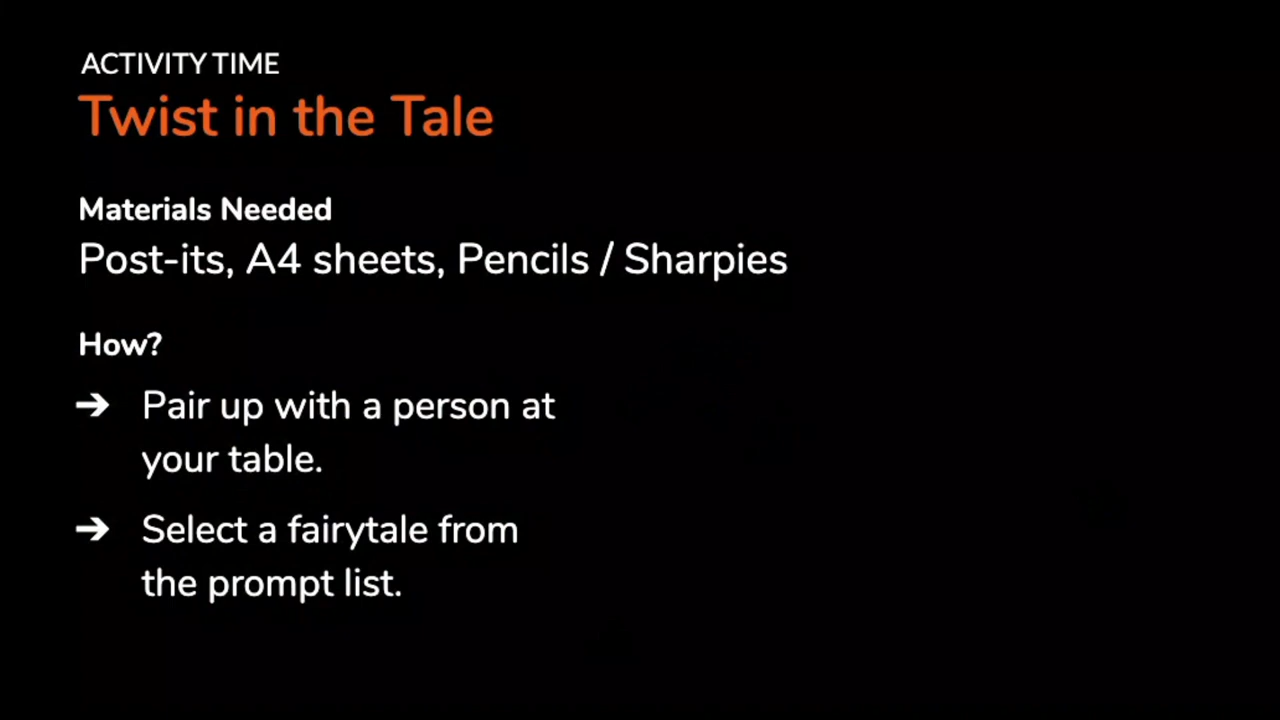 ACTIVITY TIME
Twist in the Tale
Materials Needed
Post-its, A4 sheets, Pencils / Sharpies
How?
➔ Pair up with a person at
your table.
➔ Select a fairytale from
the prompt list.